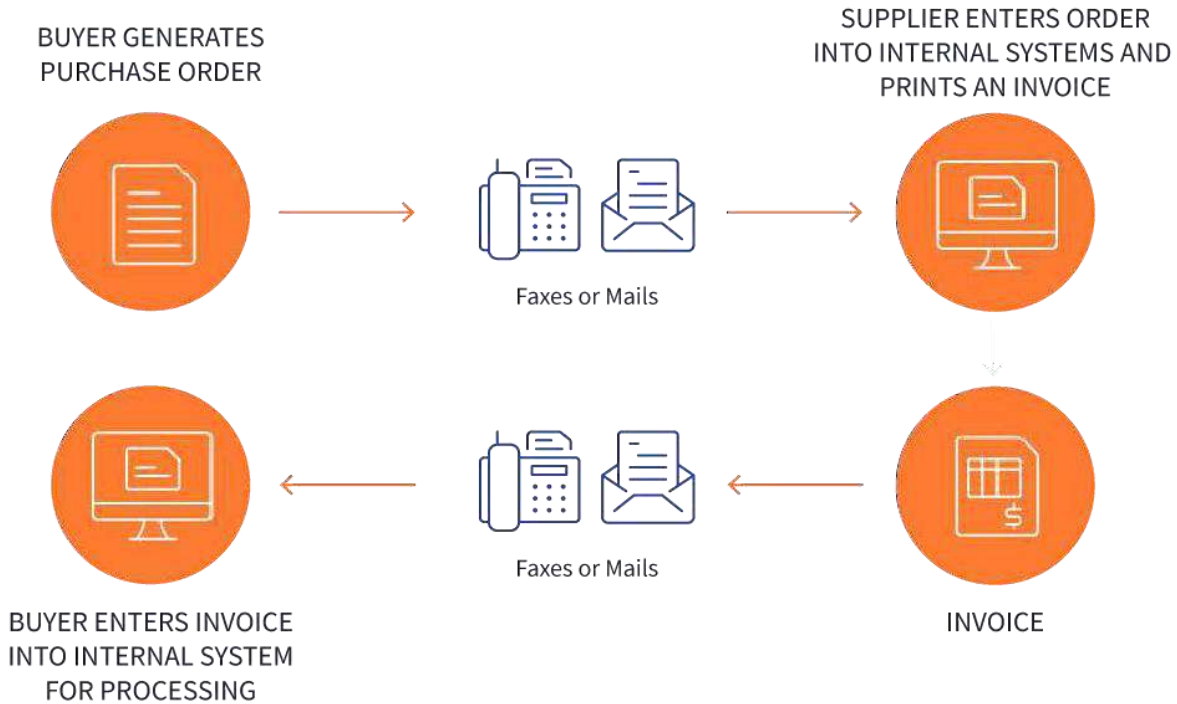 BUYER GENERATES
PURCHASE ORDER
SUPPLIER ENTERS ORDER
INTO INTERNAL SYSTEMS AND
PRINTS AN INVOICE
Faxes or Mails
Faxes or Mails
BUYER ENTERS INVOICE
INTO INTERNAL SYSTEM
FOR PROCESSING
INVOICE
$